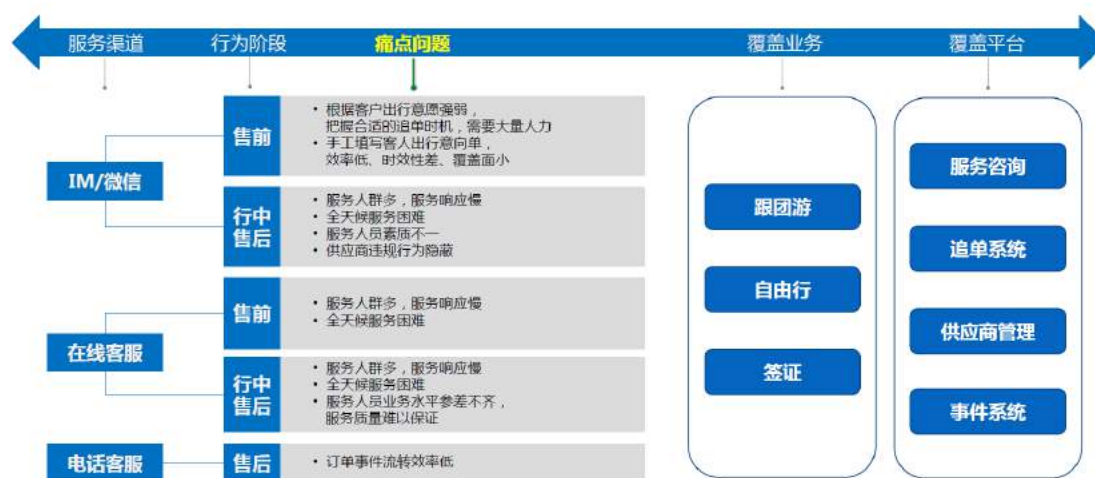 服务渠道
行为阶段
痛点问题
覆盖业务
覆盖平台
IM/微信
售前
• 根据客户出行意愿强弱，
把握合适的追单时机，需要大量人力
• 手工填写客人出行意向单，
效率低、时效性差、覆盖面小
行中
售后
• 服务人群多，服务响应慢
• 全天候服务困难
• 服务人员素质不一
• 供应商违规行为隐蔽
在线客服
售前
• 服务人群多，服务响应慢
• 全天候服务困难
行中
售后
• 服务人群多，服务响应慢
• 全天候服务困难
• 服务人员业务水平参差不齐，
服务质量难以保证
电话客服
售后
• 订单事件流转效率低
跟团游
自由行
签证
服务咨询
追单系统
供应商管理
事件系统